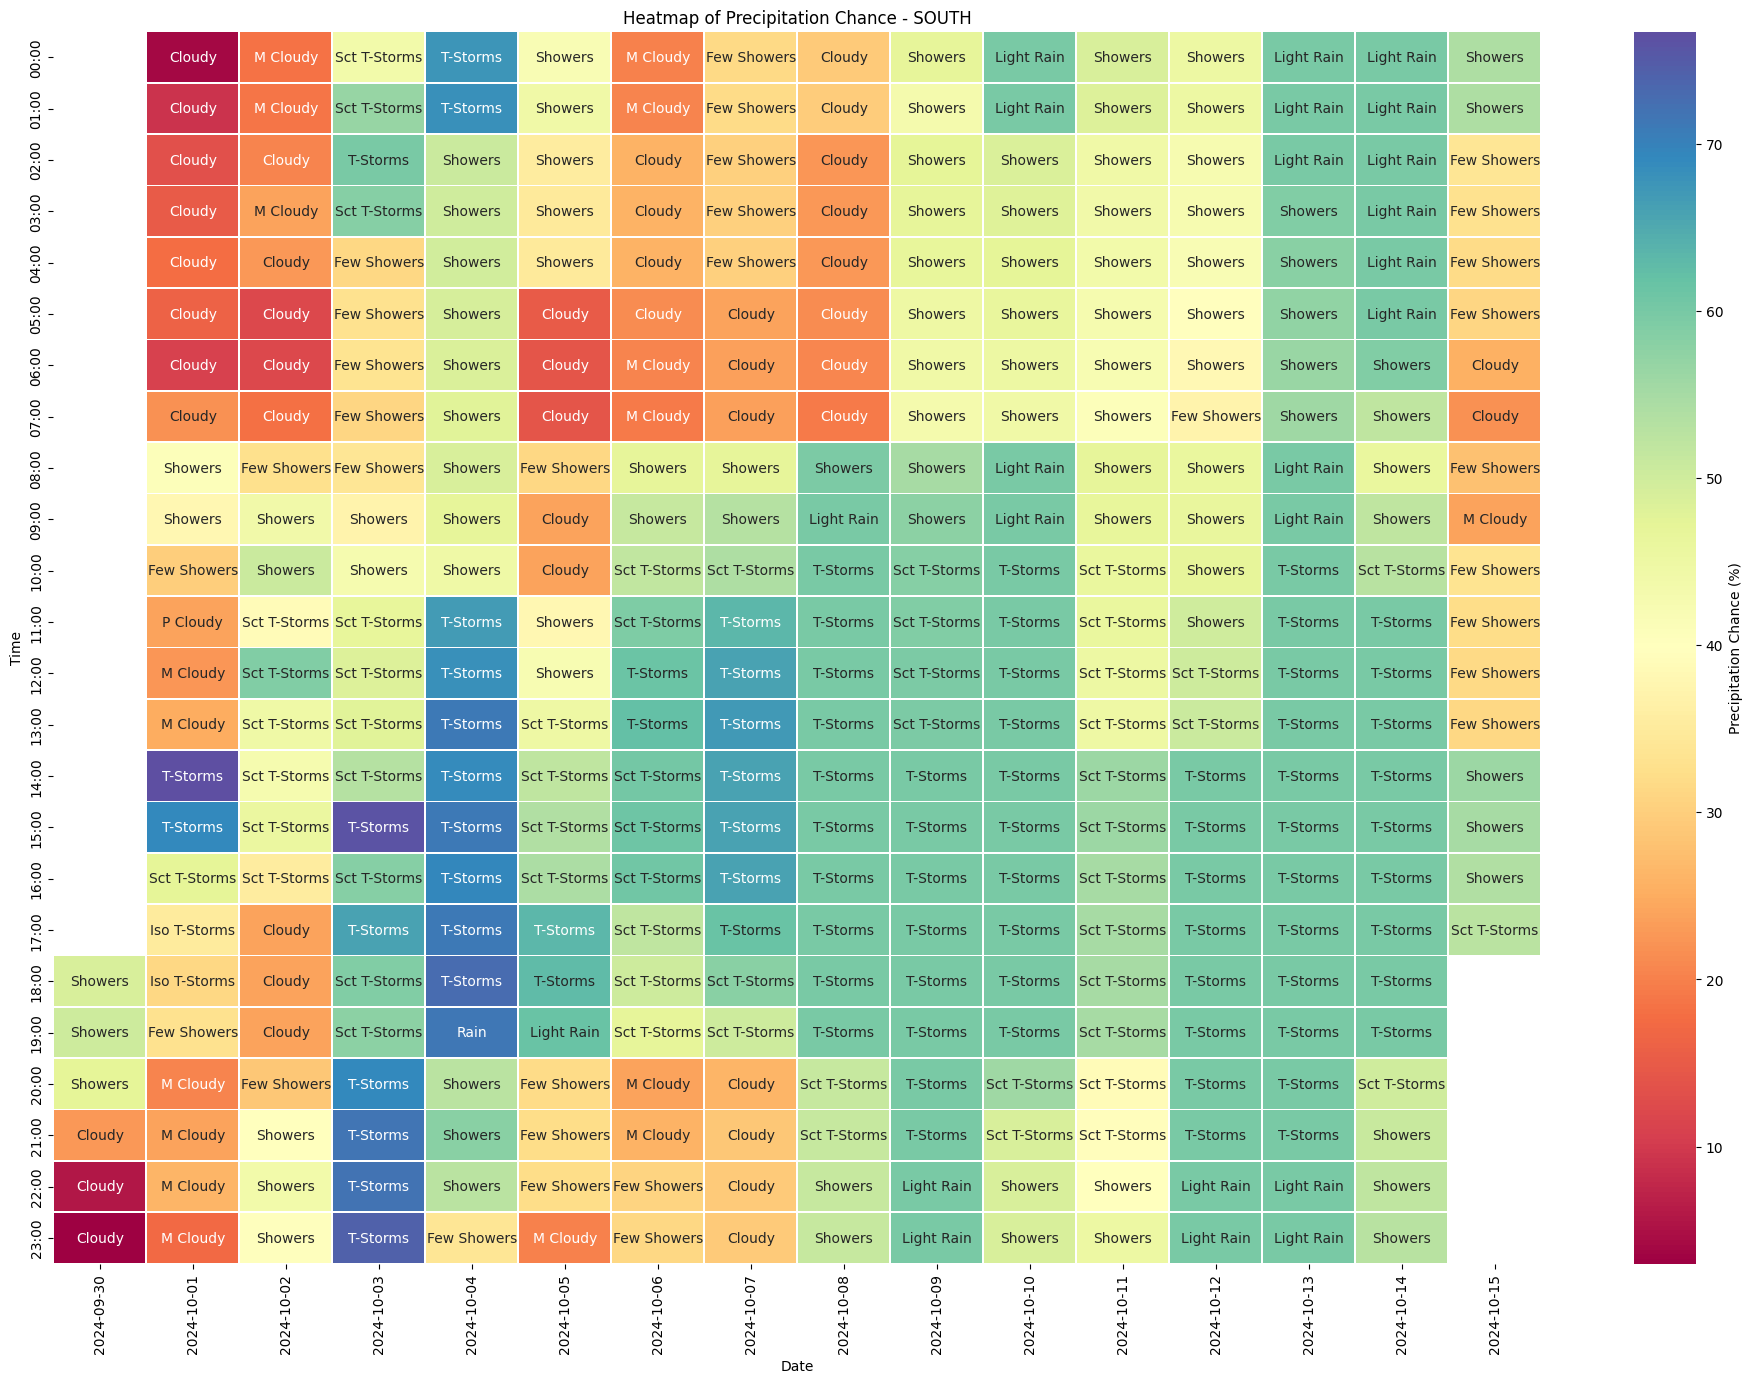 Heatmap of Precipitation Chance - SOUTH
00:00 Cloudy M Cloudy Sct T-Storms T-Storms Showers M Cloudy Few Showers Cloudy Showers Light Rain Showers Showers Light Rain Light Rain Showers
01:00 Cloudy M Cloudy Sct T-Storms T-Storms Showers M Cloudy Few Showers Cloudy Showers Light Rain Showers Showers Light Rain Light Rain Showers
02:00 Cloudy Cloudy T-Storms Showers Showers Cloudy Few Showers Cloudy Showers Showers Showers Showers Light Rain Light Rain Few Showers
03:00 Cloudy M Cloudy Sct T-Storms Showers Showers Cloudy Few Showers Cloudy Showers Showers Showers Showers Showers Light Rain Few Showers
04:00 Cloudy Cloudy Few Showers Showers Showers Cloudy Few Showers Cloudy Showers Showers Showers Showers Showers Light Rain Few Showers
05:00 Cloudy Cloudy Few Showers Showers Cloudy Cloudy Cloudy Cloudy Showers Showers Showers Showers Showers Light Rain Few Showers
06:00 Cloudy Cloudy Few Showers Showers Cloudy M Cloudy Cloudy Cloudy Showers Showers Showers Showers Showers Showers Cloudy
07:00 Cloudy Cloudy Few Showers Showers Cloudy M Cloudy Cloudy Cloudy Showers Showers Showers Few Showers Showers Showers Cloudy
08:00 Showers Few Showers Few Showers Showers Few Showers Showers Showers Showers Showers Light Rain Showers Showers Light Rain Showers Few Showers
09:00 Showers Showers Showers Showers Cloudy Showers Showers Light Rain Showers Light Rain Showers Showers Light Rain Showers M Cloudy
10:00 Few Showers Showers Showers Showers Cloudy Sct T-Storms Sct T-Storms T-Storms Sct T-Storms T-Storms Sct T-Storms Showers T-Storms Sct T-Storms Few Showers
11:00 P Cloudy Sct T-Storms Sct T-Storms T-Storms Showers Sct T-Storms T-Storms T-Storms Sct T-Storms T-Storms Sct T-Storms Showers T-Storms T-Storms Few Showers
12:00 M Cloudy Sct T-Storms Sct T-Storms T-Storms Showers T-Storms T-Storms T-Storms Sct T-Storms T-Storms Sct T-Storms Sct T-Storms T-Storms T-Storms Few Showers
13:00 M Cloudy Sct T-Storms Sct T-Storms T-Storms Sct T-Storms T-Storms T-Storms T-Storms Sct T-Storms T-Storms Sct T-Storms Sct T-Storms T-Storms T-Storms Few Showers
14:00 T-Storms Sct T-Storms Sct T-Storms T-Storms Sct T-Storms Sct T-Storms T-Storms T-Storms T-Storms T-Storms Sct T-Storms T-Storms T-Storms T-Storms Showers
15:00 T-Storms Sct T-Storms T-Storms T-Storms Sct T-Storms Sct T-Storms T-Storms T-Storms T-Storms T-Storms Sct T-Storms T-Storms T-Storms T-Storms Showers
16:00 Sct T-Storms Sct T-Storms Sct T-Storms T-Storms Sct T-Storms Sct T-Storms T-Storms T-Storms T-Storms T-Storms Sct T-Storms T-Storms T-Storms T-Storms Showers
17:00 Iso T-Storms Cloudy T-Storms T-Storms T-Storms Sct T-Storms T-Storms T-Storms T-Storms T-Storms Sct T-Storms T-Storms T-Storms T-Storms Sct T-Storms
18:00 Showers Iso T-Storms Cloudy Sct T-Storms T-Storms T-Storms Sct T-Storms Sct T-Storms T-Storms T-Storms T-Storms Sct T-Storms T-Storms T-Storms T-Storms
19:00 Showers Few Showers Cloudy Sct T-Storms Rain Light Rain Sct T-Storms Sct T-Storms T-Storms T-Storms T-Storms Sct T-Storms T-Storms T-Storms T-Storms
20:00 Showers M Cloudy Few Showers T-Storms Showers Few Showers M Cloudy Cloudy Sct T-Storms T-Storms Sct T-Storms Sct T-Storms T-Storms T-Storms Sct T-Storms
21:00 Cloudy M Cloudy Showers T-Storms Showers Few Showers M Cloudy Cloudy Sct T-Storms T-Storms Sct T-Storms Sct T-Storms T-Storms T-Storms Showers
22:00 Cloudy M Cloudy Showers T-Storms Showers Few Showers Few Showers Cloudy Showers Light Rain Showers Showers Light Rain Light Rain Showers
23:00 Cloudy M Cloudy Showers T-Storms Few Showers M Cloudy Few Showers Cloudy Showers Light Rain Showers Showers Light Rain Light Rain Showers
2024-09-30 2024-10-01 2024-10-02 2024-10-03 2024-10-04 2024-10-05 2024-10-06 2024-10-07 2024-10-08 2024-10-09 2024-10-10 2024-10-11 2024-10-12 2024-10-13 2024-10-14 2024-10-15
Date
Time
70
60
50
40
30
20
10
Precipitation Chance (%)